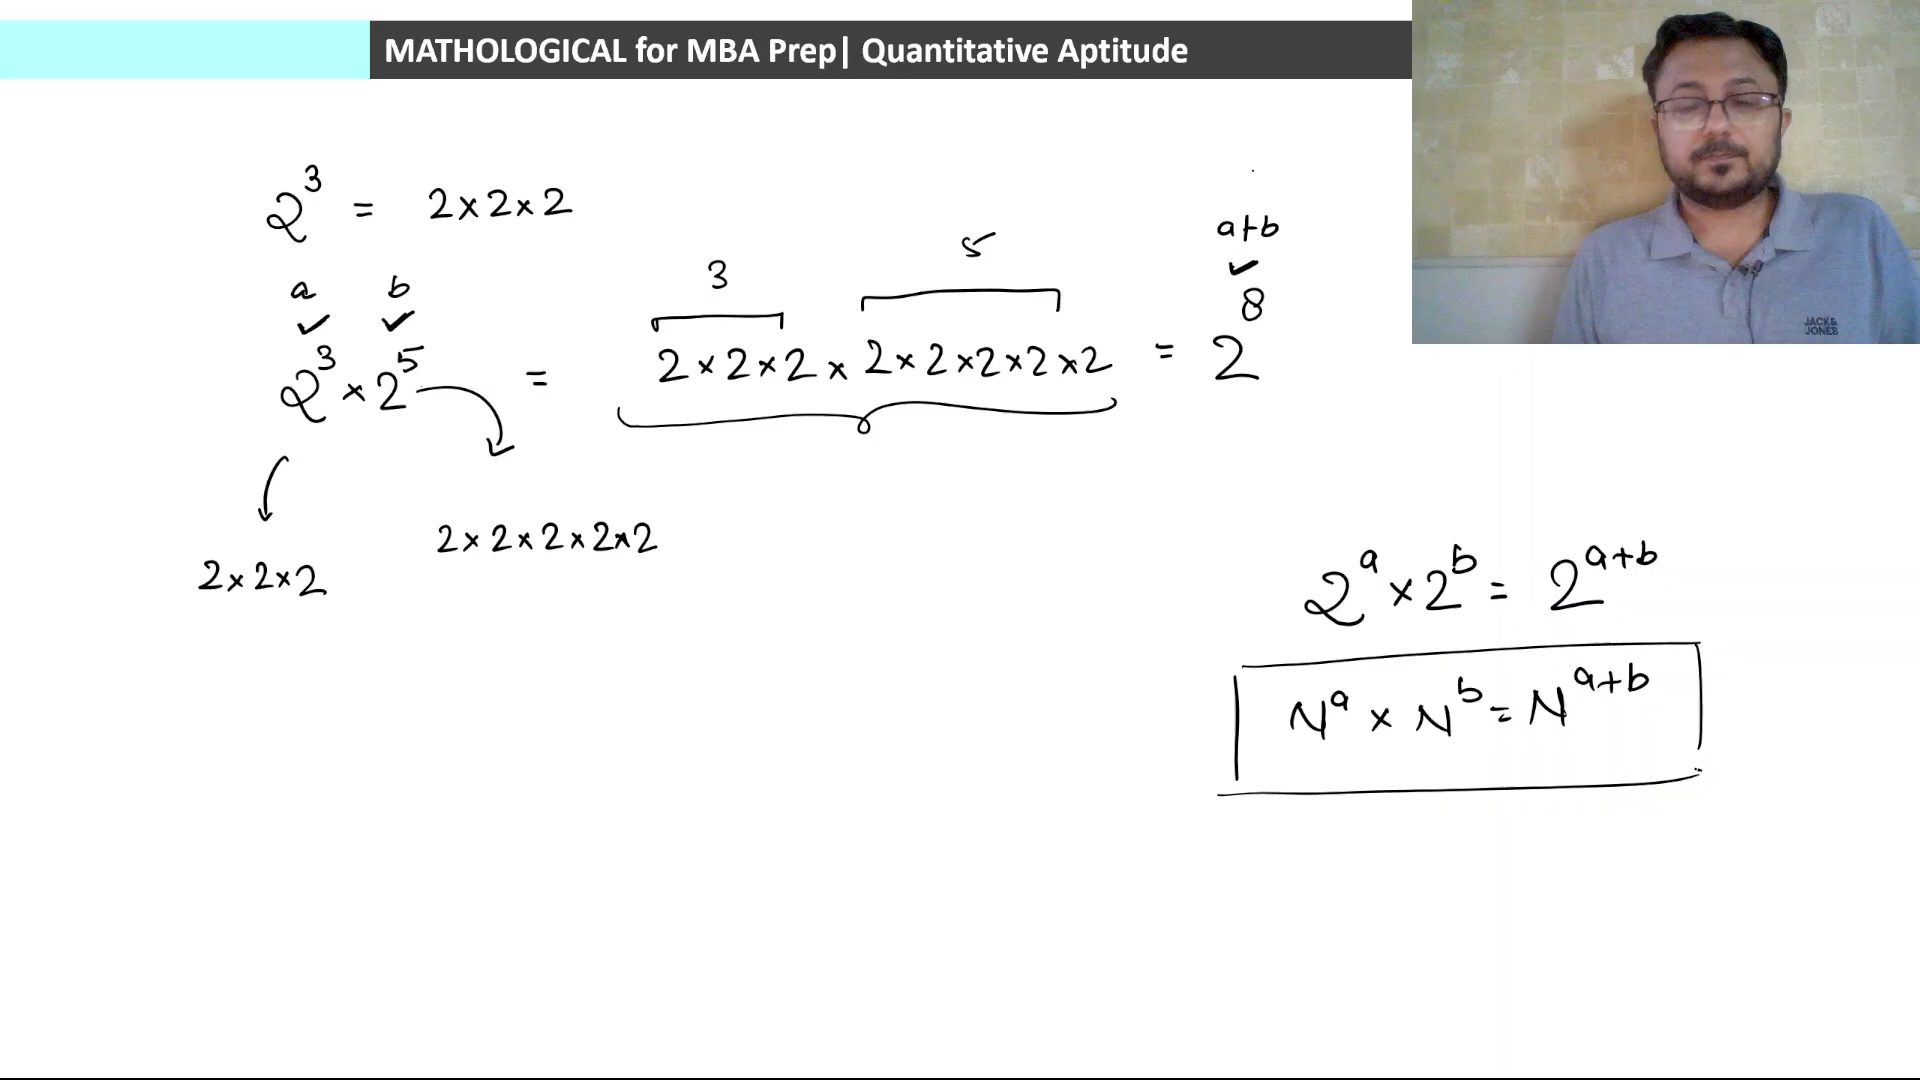 MATHOLOGICAL for MBA Prep| Quantitative Aptitude
2³ = 2×2×2
a b
3 5
a+b
2³ × 2⁵ = 2×2×2×2×2×2×2×2 = 2⁸
2×2×2×2×2
2×2×2
2ᵃ × 2ᵇ = 2ᵃ⁺ᵇ
Nᵃ × Nᵇ = Nᵃ⁺ᵇ
JACK&
JONES